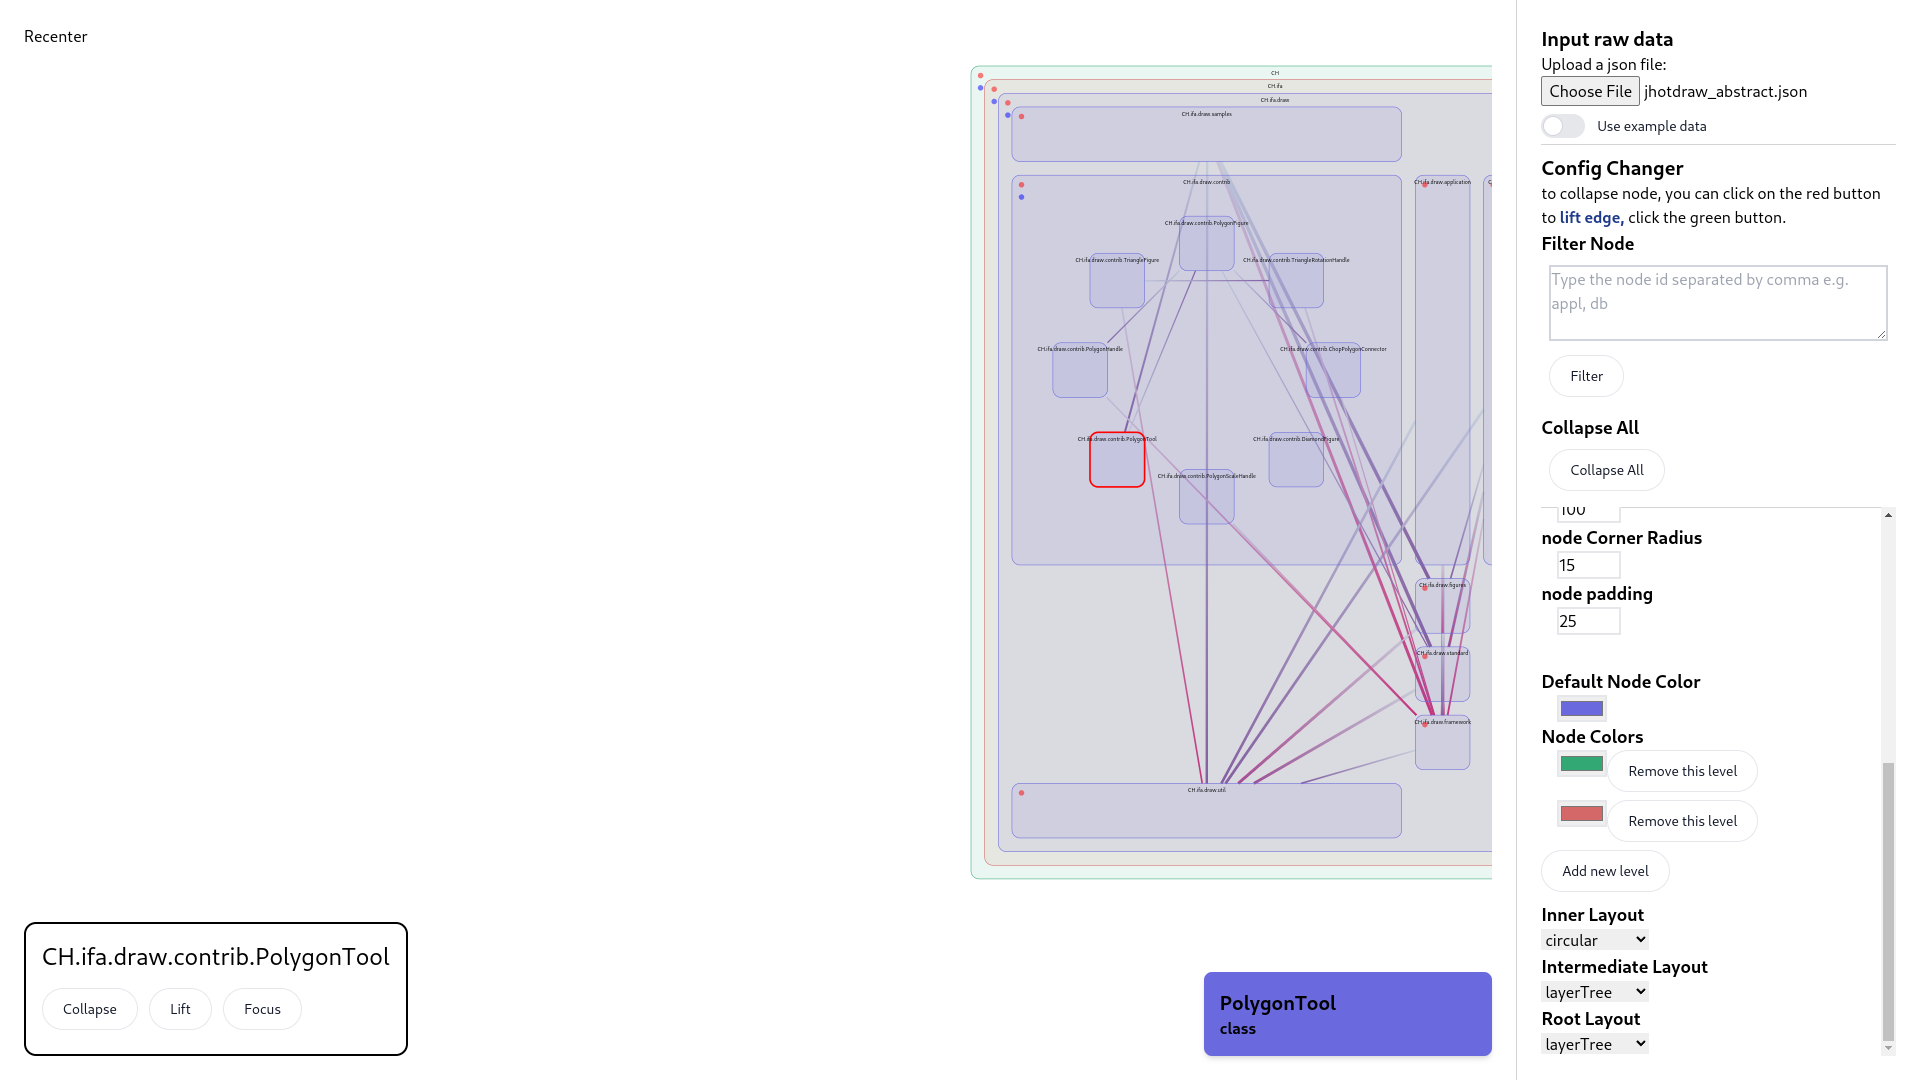 Recenter
CH
CH.ifa
CH.ifa.draw
CH.ifa.draw.samples
CH.ifa.draw.contrib
CH.ifa.draw.application
CH.ifa.draw.contrib.PolygonFigure
CH.ifa.draw.contrib.TriangleFigure
CH.ifa.draw.contrib.TriangleRotationHandle
CH.ifa.draw.contrib.PolygonHandle
CH.ifa.draw.contrib.ChopPolygonConnector
CH.ifa.draw.contrib.PolygonTool
CH.ifa.draw.contrib.DiamondFigure
CH.ifa.draw.contrib.PolygonScaleHandle
CH.ifa.draw.figures
CH.ifa.draw.standard
CH.ifa.draw.framework
CH.ifa.draw.util
CH.ifa.draw.contrib.PolygonTool
Collapse
Lift
Focus
PolygonTool
class
Input raw data
Upload a json file:
Choose File jhotdraw_abstract.json
Use example data
Config Changer
to collapse node, you can click on the red button
to lift edge, click the green button.
Filter Node
Type the node id separated by comma e.g.
appl, db
Filter
Collapse All
Collapse All
100
node Corner Radius
15
node padding
25
Default Node Color
Node Colors
Remove this level
Remove this level
Add new level
Inner Layout
circular
Intermediate Layout
layerTree
Root Layout
layerTree